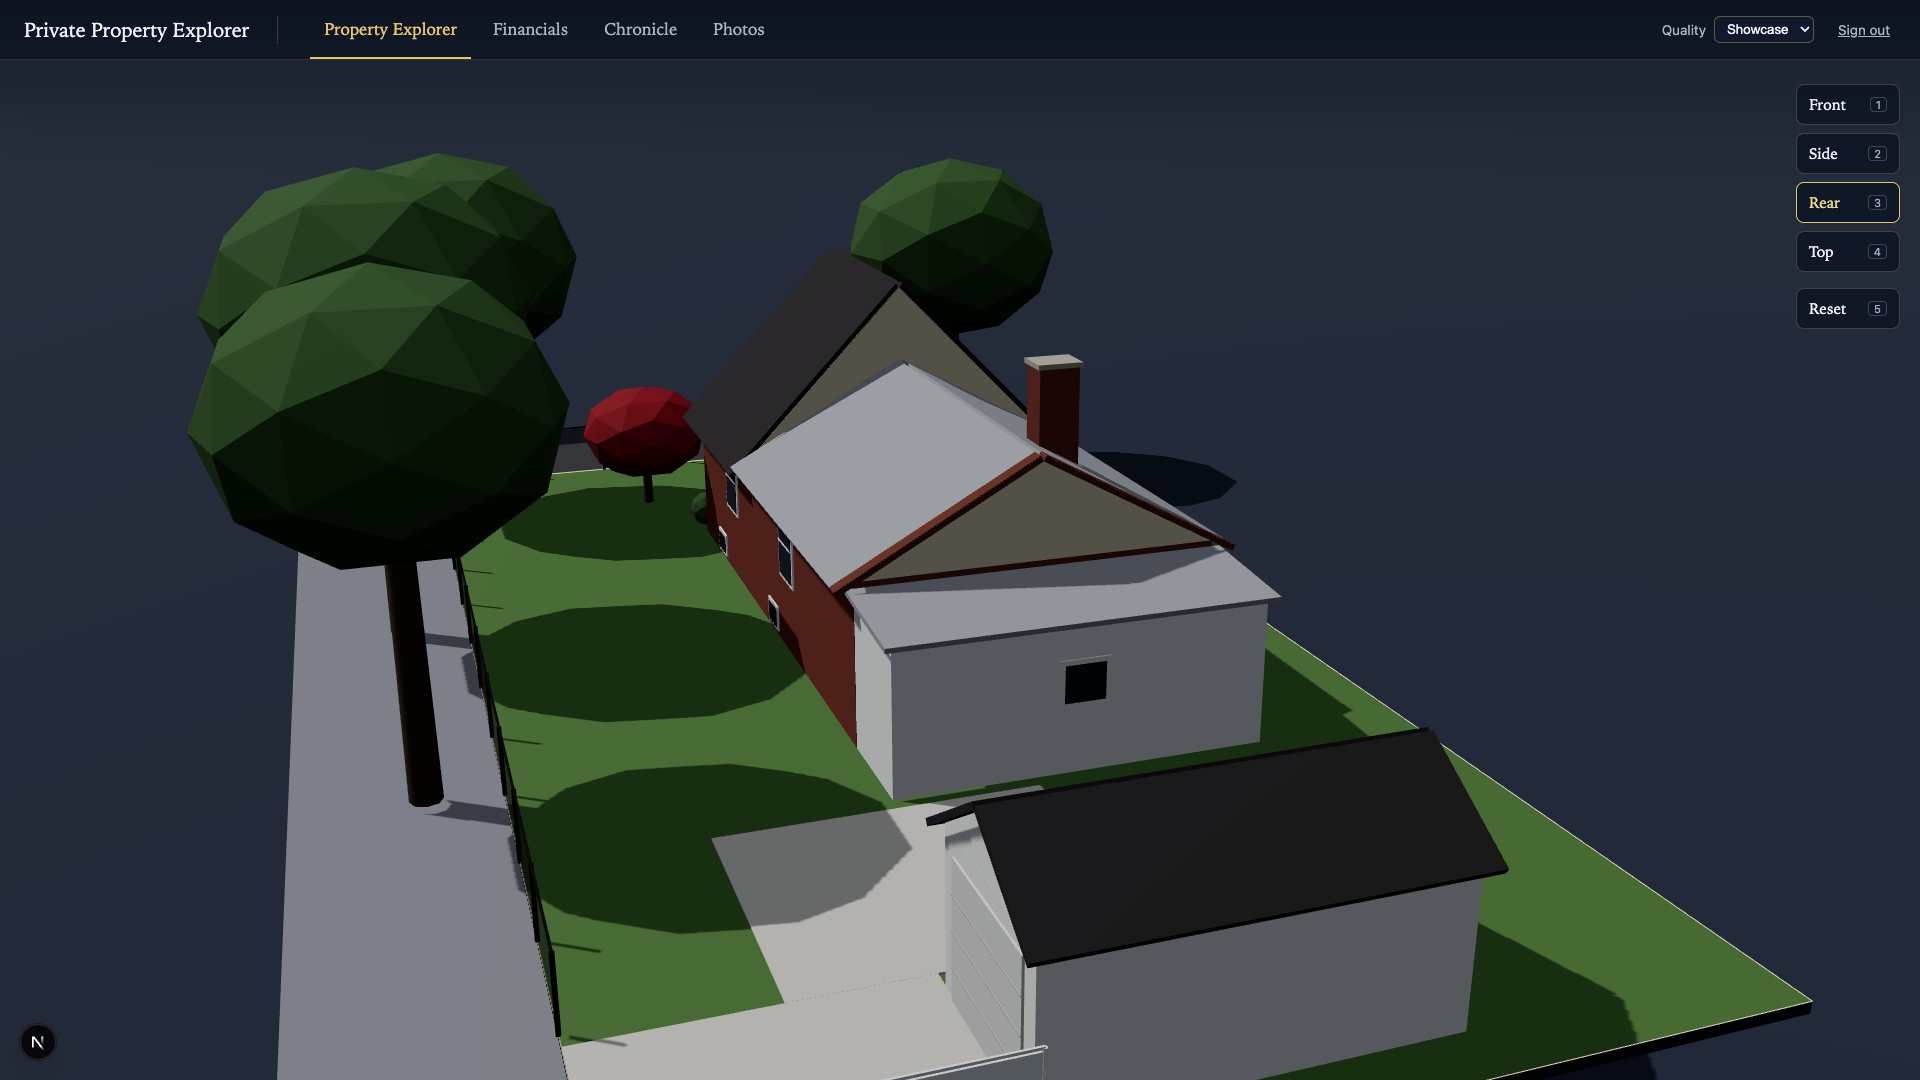 Private Property Explorer
Property Explorer
Financials
Chronicle
Photos
Quality
Showcase
Sign out
Front 1
Side 2
Rear 3
Top 4
Reset 5
N